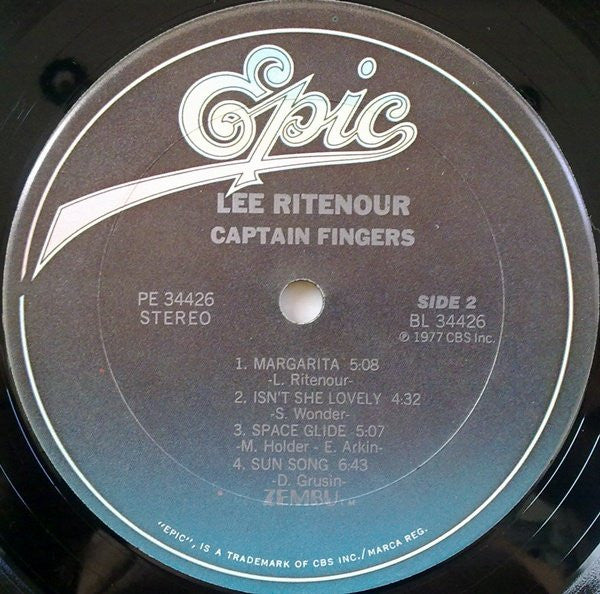 Epic
LEE RITENOUR
CAPTAIN FINGERS
PE 34426
STEREO
SIDE 2
BL 34426
℗ 1977 CBS Inc.
1. MARGARITA 5:08
-L. Ritenour-
2. ISN'T SHE LOVELY 4:32
-S. Wonder-
3. SPACE GLIDE 5:07
-M. Holder - E. Arkin-
4. SUN SONG 6:43
-D. Grusin-
ZEMBU TM
"EPIC", IS A TRADEMARK OF CBS INC./MARCA REG.